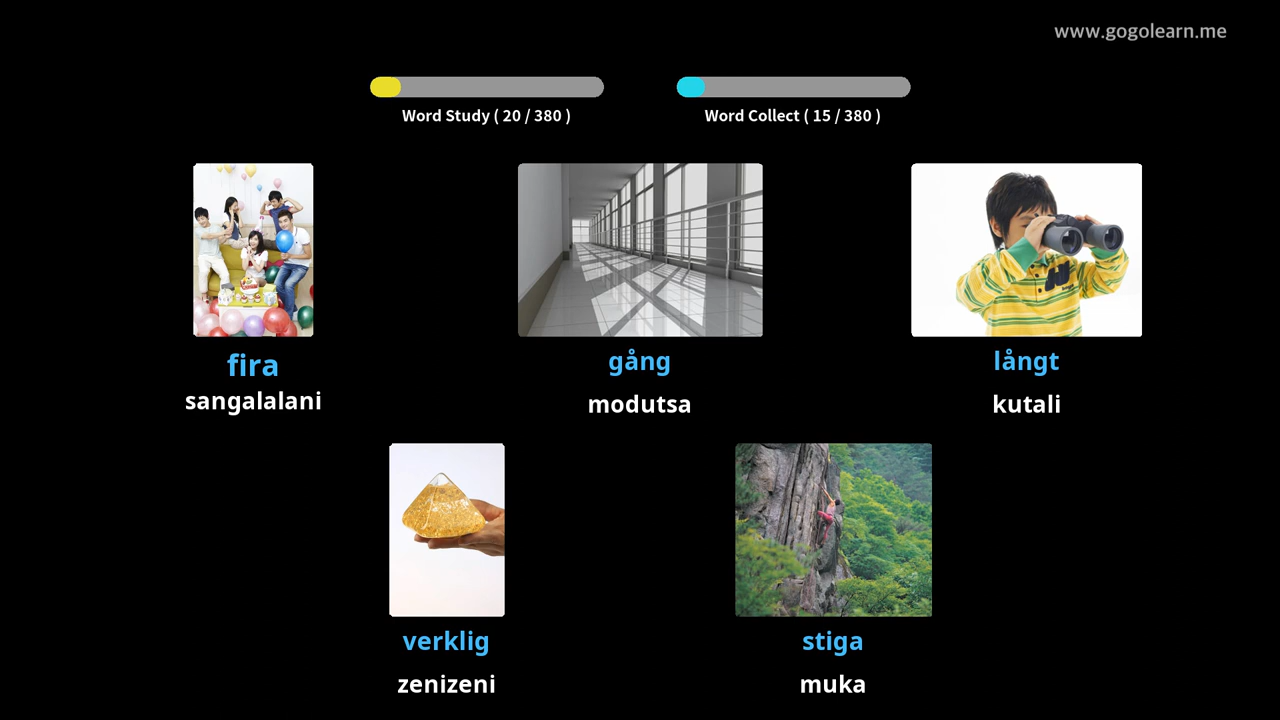 www.gogolearn.me
Word Study ( 20 / 380 )
Word Collect ( 15 / 380 )
fira
sangalalani
gång
modutsa
långt
kutali
verklig
zenizeni
stiga
muka